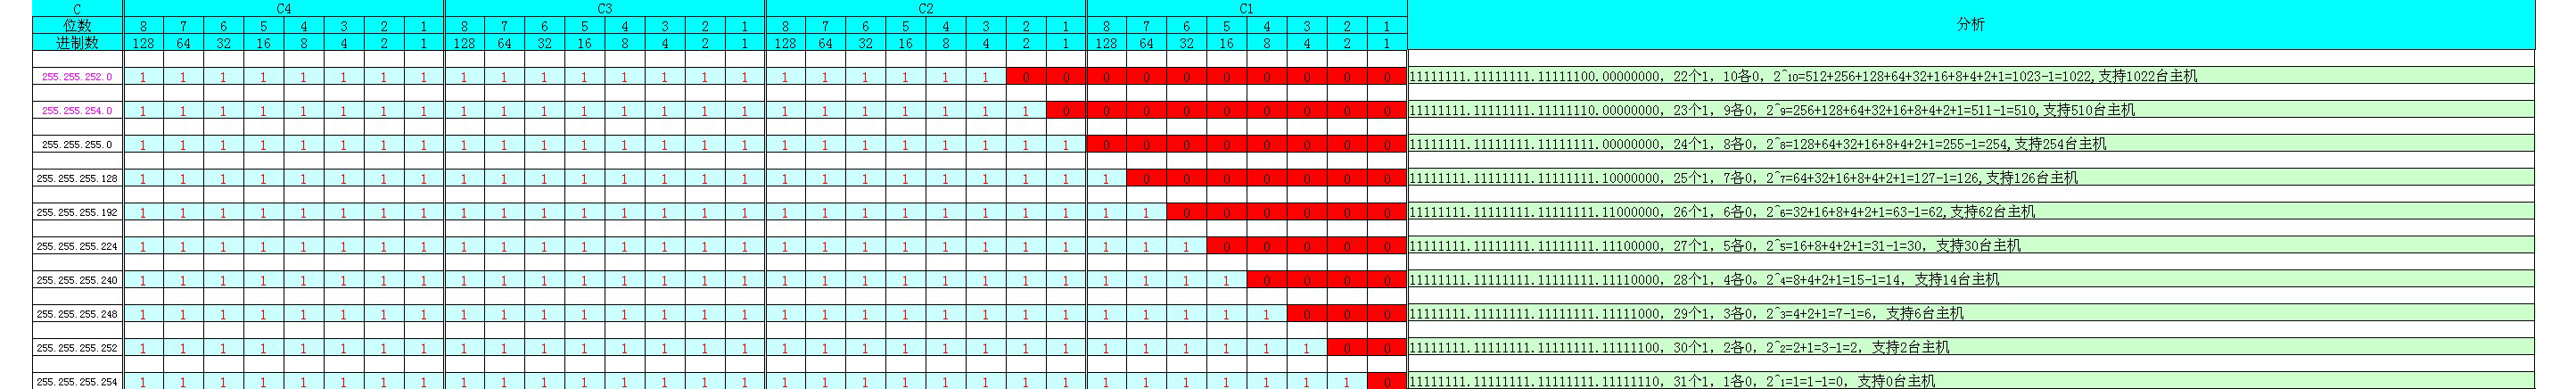 C C4 C3 C2 C1 分析
位数 8 7 6 5 4 3 2 1 8 7 6 5 4 3 2 1 8 7 6 5 4 3 2 1 8 7 6 5 4 3 2 1
进制数 128 64 32 16 8 4 2 1 128 64 32 16 8 4 2 1 128 64 32 16 8 4 2 1 128 64 32 16 8 4 2 1
255.255.252.0 1 1 1 1 1 1 1 1 1 1 1 1 1 1 1 1 1 1 1 1 1 1 0 0 0 0 0 0 0 0 0 0 11111111.11111111.11111100.00000000, 22个1, 10各0, 2^10=512+256+128+64+32+16+8+4+2+1=1023-1=1022,支持1022台主机
255.255.254.0 1 1 1 1 1 1 1 1 1 1 1 1 1 1 1 1 1 1 1 1 1 1 1 0 0 0 0 0 0 0 0 0 11111111.11111111.11111110.00000000, 23个1, 9各0, 2^9=256+128+64+32+16+8+4+2+1=511-1=510,支持510台主机
255.255.255.0 1 1 1 1 1 1 1 1 1 1 1 1 1 1 1 1 1 1 1 1 1 1 1 1 0 0 0 0 0 0 0 0 11111111.11111111.11111111.00000000, 24个1, 8各0, 2^8=128+64+32+16+8+4+2+1=255-1=254,支持254台主机
255.255.255.128 1 1 1 1 1 1 1 1 1 1 1 1 1 1 1 1 1 1 1 1 1 1 1 1 1 0 0 0 0 0 0 0 11111111.11111111.11111111.10000000, 25个1, 7各0, 2^7=64+32+16+8+4+2+1=127-1=126,支持126台主机
255.255.255.192 1 1 1 1 1 1 1 1 1 1 1 1 1 1 1 1 1 1 1 1 1 1 1 1 1 1 0 0 0 0 0 0 11111111.11111111.11111111.11000000, 26个1, 6各0, 2^6=32+16+8+4+2+1=63-1=62,支持62台主机
255.255.255.224 1 1 1 1 1 1 1 1 1 1 1 1 1 1 1 1 1 1 1 1 1 1 1 1 1 1 1 0 0 0 0 0 11111111.11111111.11111111.11100000, 27个1, 5各0, 2^5=16+8+4+2+1=31-1=30, 支持30台主机
255.255.255.240 1 1 1 1 1 1 1 1 1 1 1 1 1 1 1 1 1 1 1 1 1 1 1 1 1 1 1 1 0 0 0 0 11111111.11111111.11111111.11110000, 28个1, 4各0。2^4=8+4+2+1=15-1=14, 支持14台主机
255.255.255.248 1 1 1 1 1 1 1 1 1 1 1 1 1 1 1 1 1 1 1 1 1 1 1 1 1 1 1 1 1 0 0 0 11111111.11111111.11111111.11111000, 29个1, 3各0, 2^3=4+2+1=7-1=6, 支持6台主机
255.255.255.252 1 1 1 1 1 1 1 1 1 1 1 1 1 1 1 1 1 1 1 1 1 1 1 1 1 1 1 1 1 1 0 0 11111111.11111111.11111111.11111100, 30个1, 2各0, 2^2=2+1=3-1=2, 支持2台主机
255.255.255.254 1 1 1 1 1 1 1 1 1 1 1 1 1 1 1 1 1 1 1 1 1 1 1 1 1 1 1 1 1 1 1 0 11111111.11111111.11111111.11111110, 31个1, 1各0, 2^1=1=1-1=0, 支持0台主机